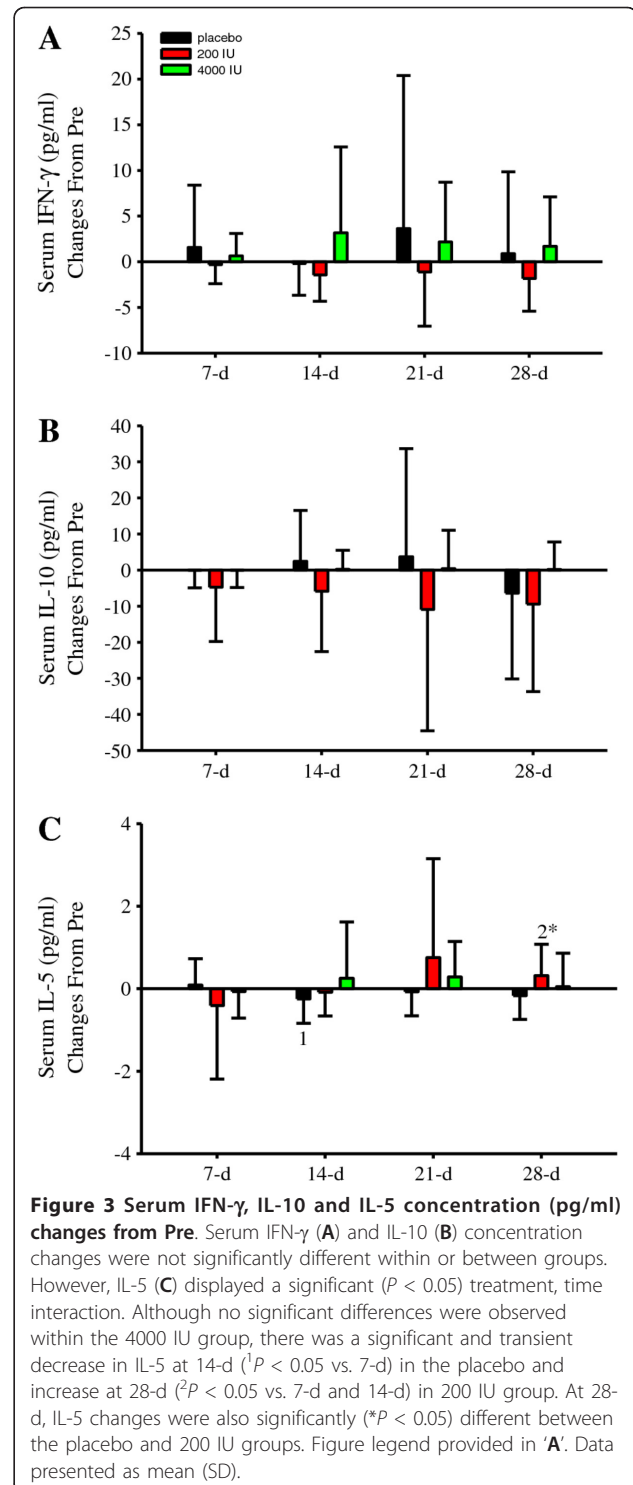 A
placebo
200 IU
4000 IU
Serum IFN-γ (pg/ml)
Changes From Pre
25
20
15
10
5
0
-5
-10
7-d 14-d 21-d 28-d
B
Serum IL-10 (pg/ml)
Changes From Pre
40
30
20
10
0
-10
-20
-30
-40
-50
7-d 14-d 21-d 28-d
C
Serum IL-5 (pg/ml)
Changes From Pre
4
2
0
-2
-4
1
2*
7-d 14-d 21-d 28-d
Figure 3 Serum IFN-γ, IL-10 and IL-5 concentration (pg/ml)
changes from Pre. Serum IFN-γ (A) and IL-10 (B) concentration
changes were not significantly different within or between groups.
However, IL-5 (C) displayed a significant (P < 0.05) treatment, time
interaction. Although no significant differences were observed
within the 4000 IU group, there was a significant and transient
decrease in IL-5 at 14-d (¹P < 0.05 vs. 7-d) in the placebo and
increase at 28-d (²P < 0.05 vs. 7-d and 14-d) in 200 IU group. At 28-
d, IL-5 changes were also significantly (*P < 0.05) different between
the placebo and 200 IU groups. Figure legend provided in ‘A’. Data
presented as mean (SD).